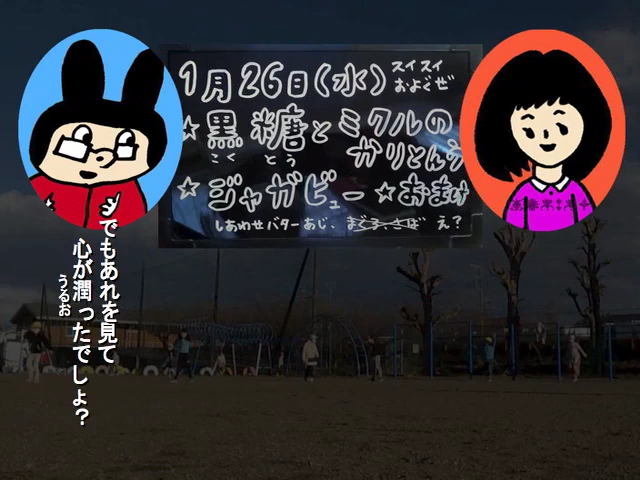 1月26日(水)
スイスイ
およぐぜ
☆黒糖とミクルの
こくとう
かりとんう
☆ジャガビュー☆おまけ
しあわせバターあじ、まぐろ、さば え?
でもあれを見て
心が潤ったでしょ?
うるお